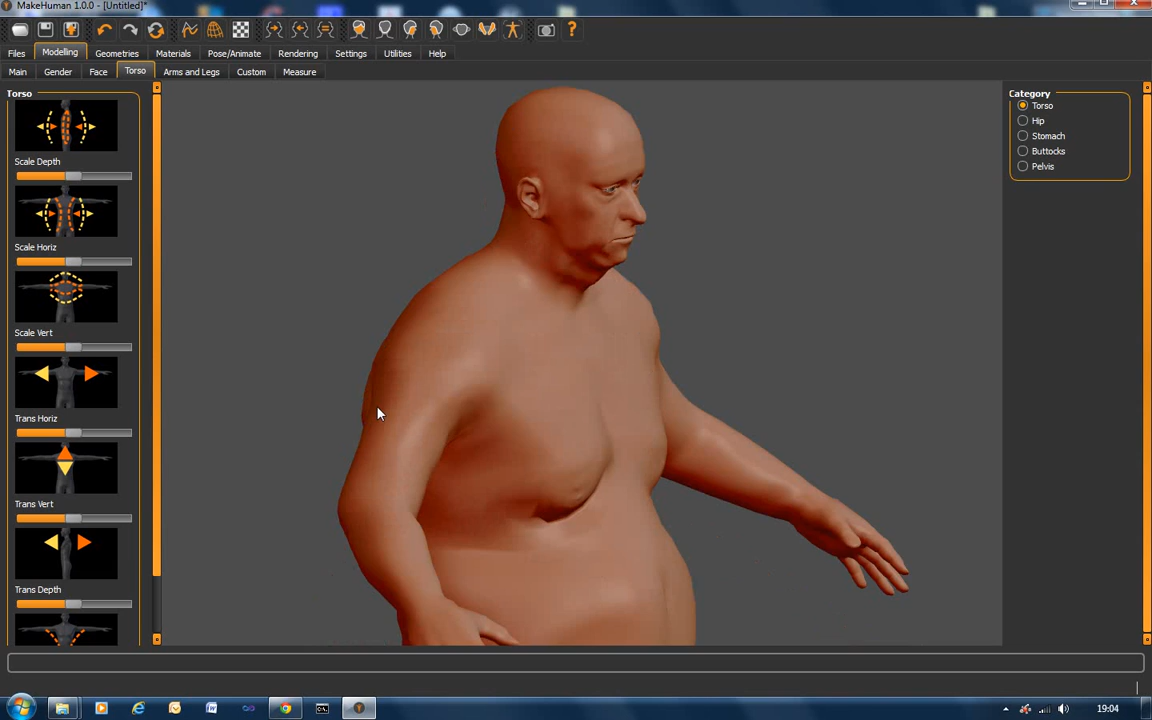 MakeHuman 1.0.0 - [Untitled]*
Files Modelling Geometries Materials Pose/Animate Rendering Settings Utilities Help
Main Gender Face Torso Arms and Legs Custom Measure
Torso
Scale Depth
Scale Horiz
Scale Vert
Trans Horiz
Trans Vert
Trans Depth
Category
Torso
Hip
Stomach
Buttocks
Pelvis
19:04